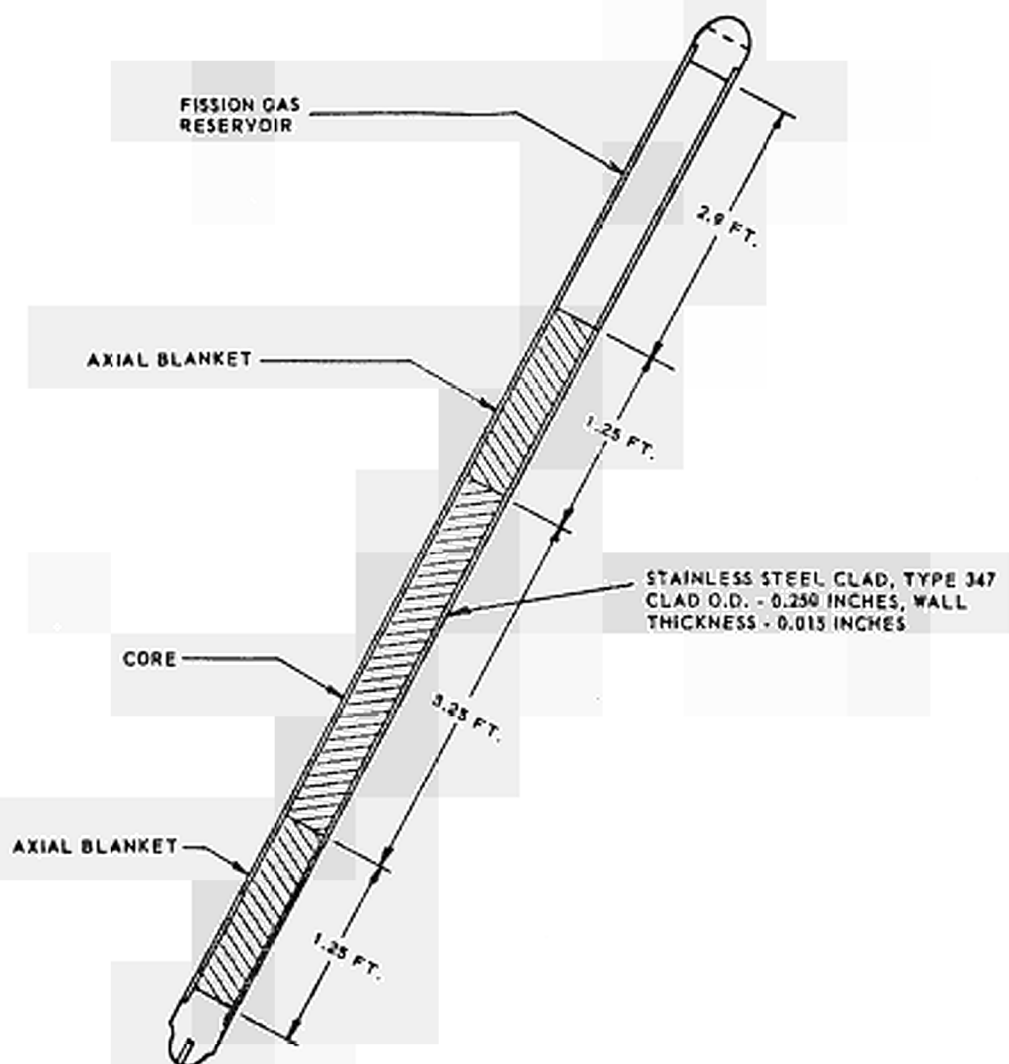 FISSION GAS
RESERVOIR
2.9 FT.
AXIAL BLANKET
1.25 FT.
STAINLESS STEEL CLAD, TYPE 347
CLAD O.D. - 0.250 INCHES, WALL
THICKNESS - 0.015 INCHES
CORE
3.25 FT.
AXIAL BLANKET
1.25 FT.